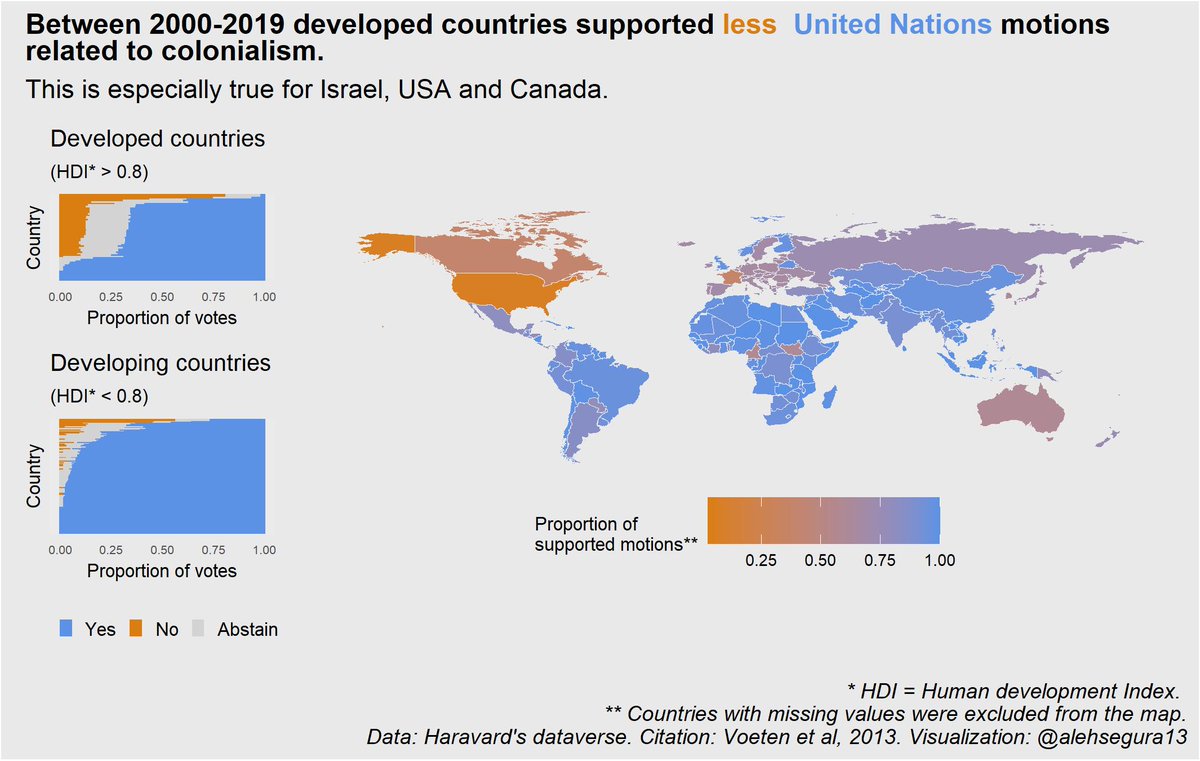 Between 2000-2019 developed countries supported less United Nations motions
related to colonialism.
This is especially true for Israel, USA and Canada.
Developed countries
(HDI* > 0.8)
Country
0.00 0.25 0.50 0.75 1.00
Proportion of votes
Developing countries
(HDI* < 0.8)
Country
0.00 0.25 0.50 0.75 1.00
Proportion of votes
Yes No Abstain
Proportion of
supported motions**
0.25 0.50 0.75 1.00
* HDI = Human development Index.
** Countries with missing values were excluded from the map.
Data: Haravard's dataverse. Citation: Voeten et al, 2013. Visualization: @alehsegura13